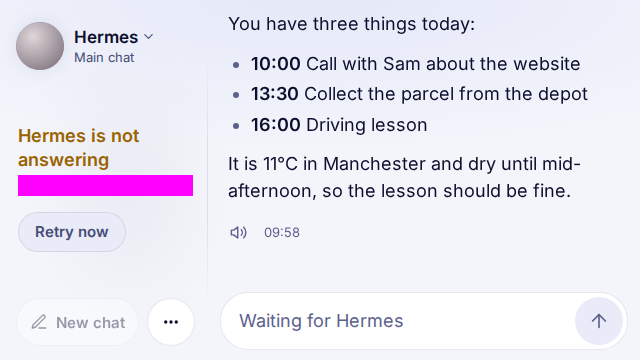 Hermes
Main chat
Hermes is not
answering
Retry now
New chat
You have three things today:
• 10:00 Call with Sam about the website
• 13:30 Collect the parcel from the depot
• 16:00 Driving lesson
It is 11°C in Manchester and dry until mid-
afternoon, so the lesson should be fine.
09:58
Waiting for Hermes